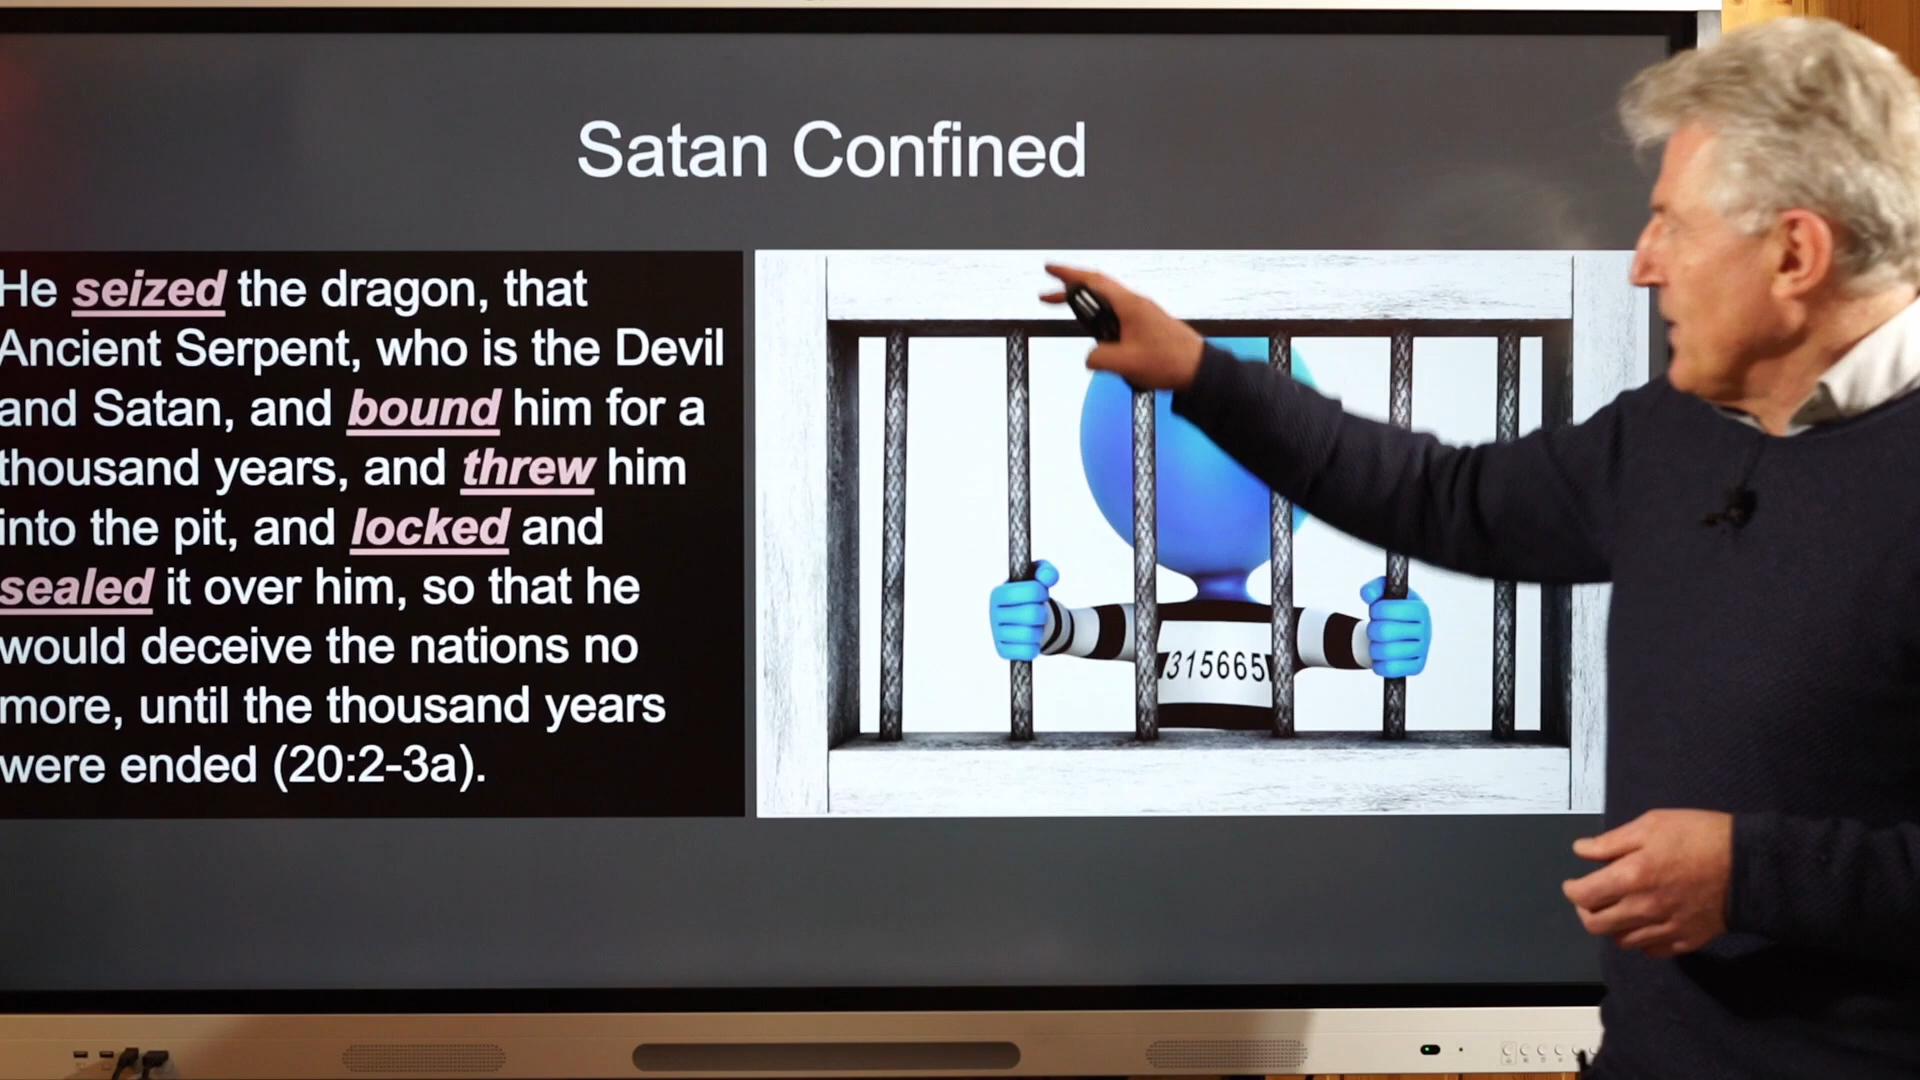 Satan Confined
He seized the dragon, that
Ancient Serpent, who is the Devil
and Satan, and bound him for a
thousand years, and threw him
into the pit, and locked and
sealed it over him, so that he
would deceive the nations no
more, until the thousand years
were ended (20:2-3a).
315665